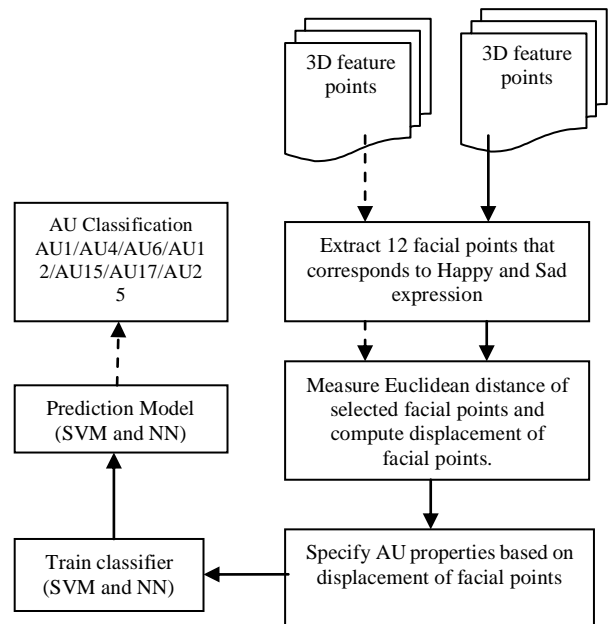 3D feature
points
3D feature
points
AU Classification
AU1/AU4/AU6/AU1
2/AU15/AU17/AU2
5
Extract 12 facial points that
corresponds to Happy and Sad
expression
Prediction Model
(SVM and NN)
Measure Euclidean distance of
selected facial points and
compute displacement of
facial points.
Train classifier
(SVM and NN)
Specify AU properties based on
displacement of facial points